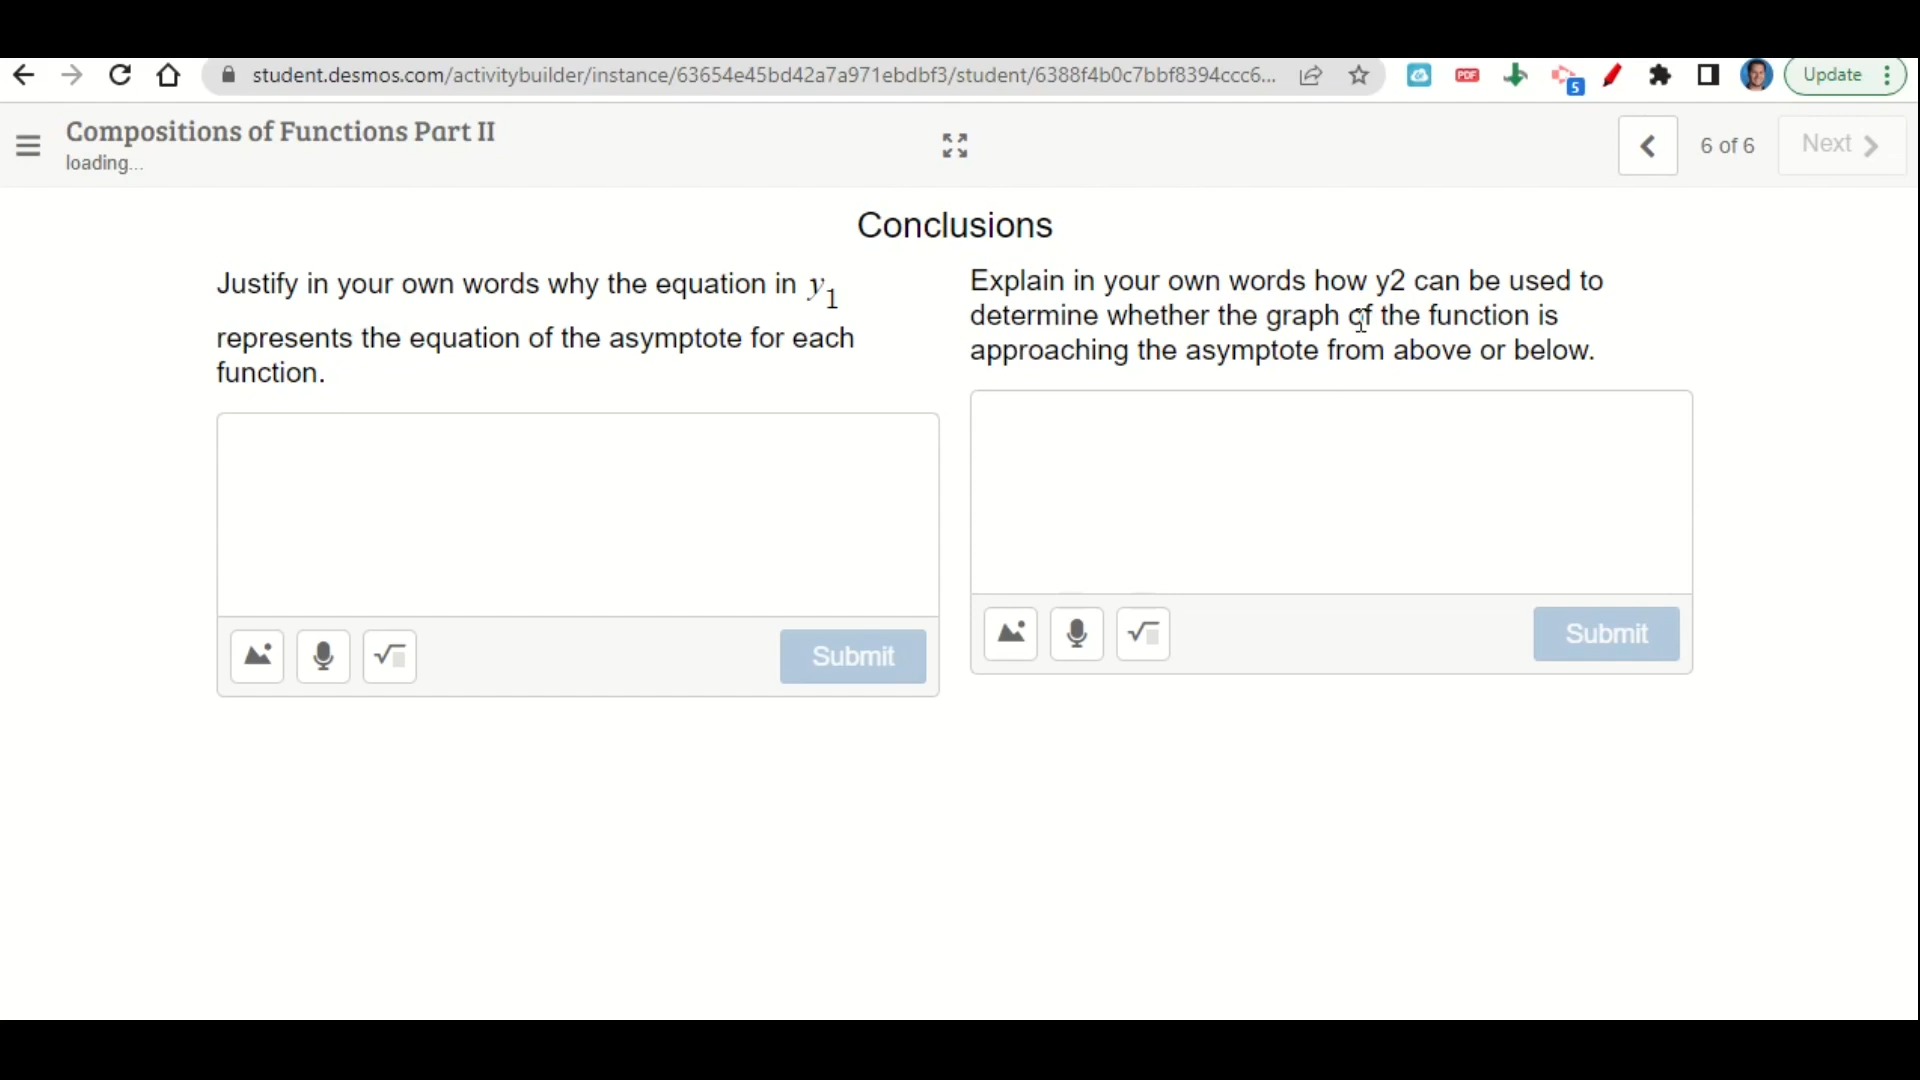 student.desmos.com/activitybuilder/instance/63654e45bd42a7a971ebdbf3/student/6388f4b0c7bbf8394ccc6...
PDF
5
Update
Compositions of Functions Part II
loading...
6 of 6
Next
Conclusions
Justify in your own words why the equation in y₁
represents the equation of the asymptote for each
function.
Submit
Explain in your own words how y2 can be used to
determine whether the graph of the function is
approaching the asymptote from above or below.
Submit